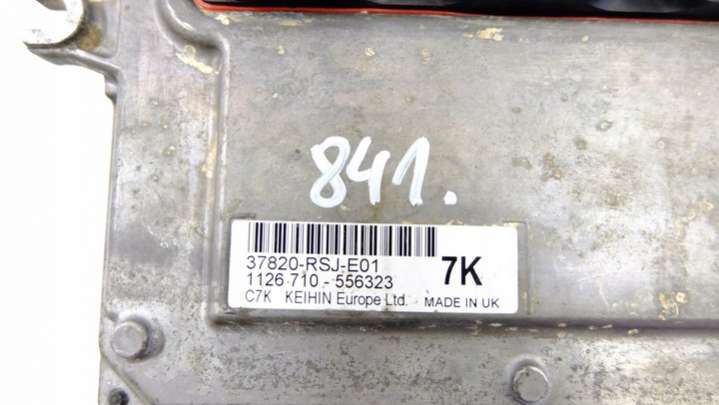 841.
37820-RSJ-E01
1126 710 - 556323
7K
C7K KEIHIN Europe Ltd. MADE IN UK